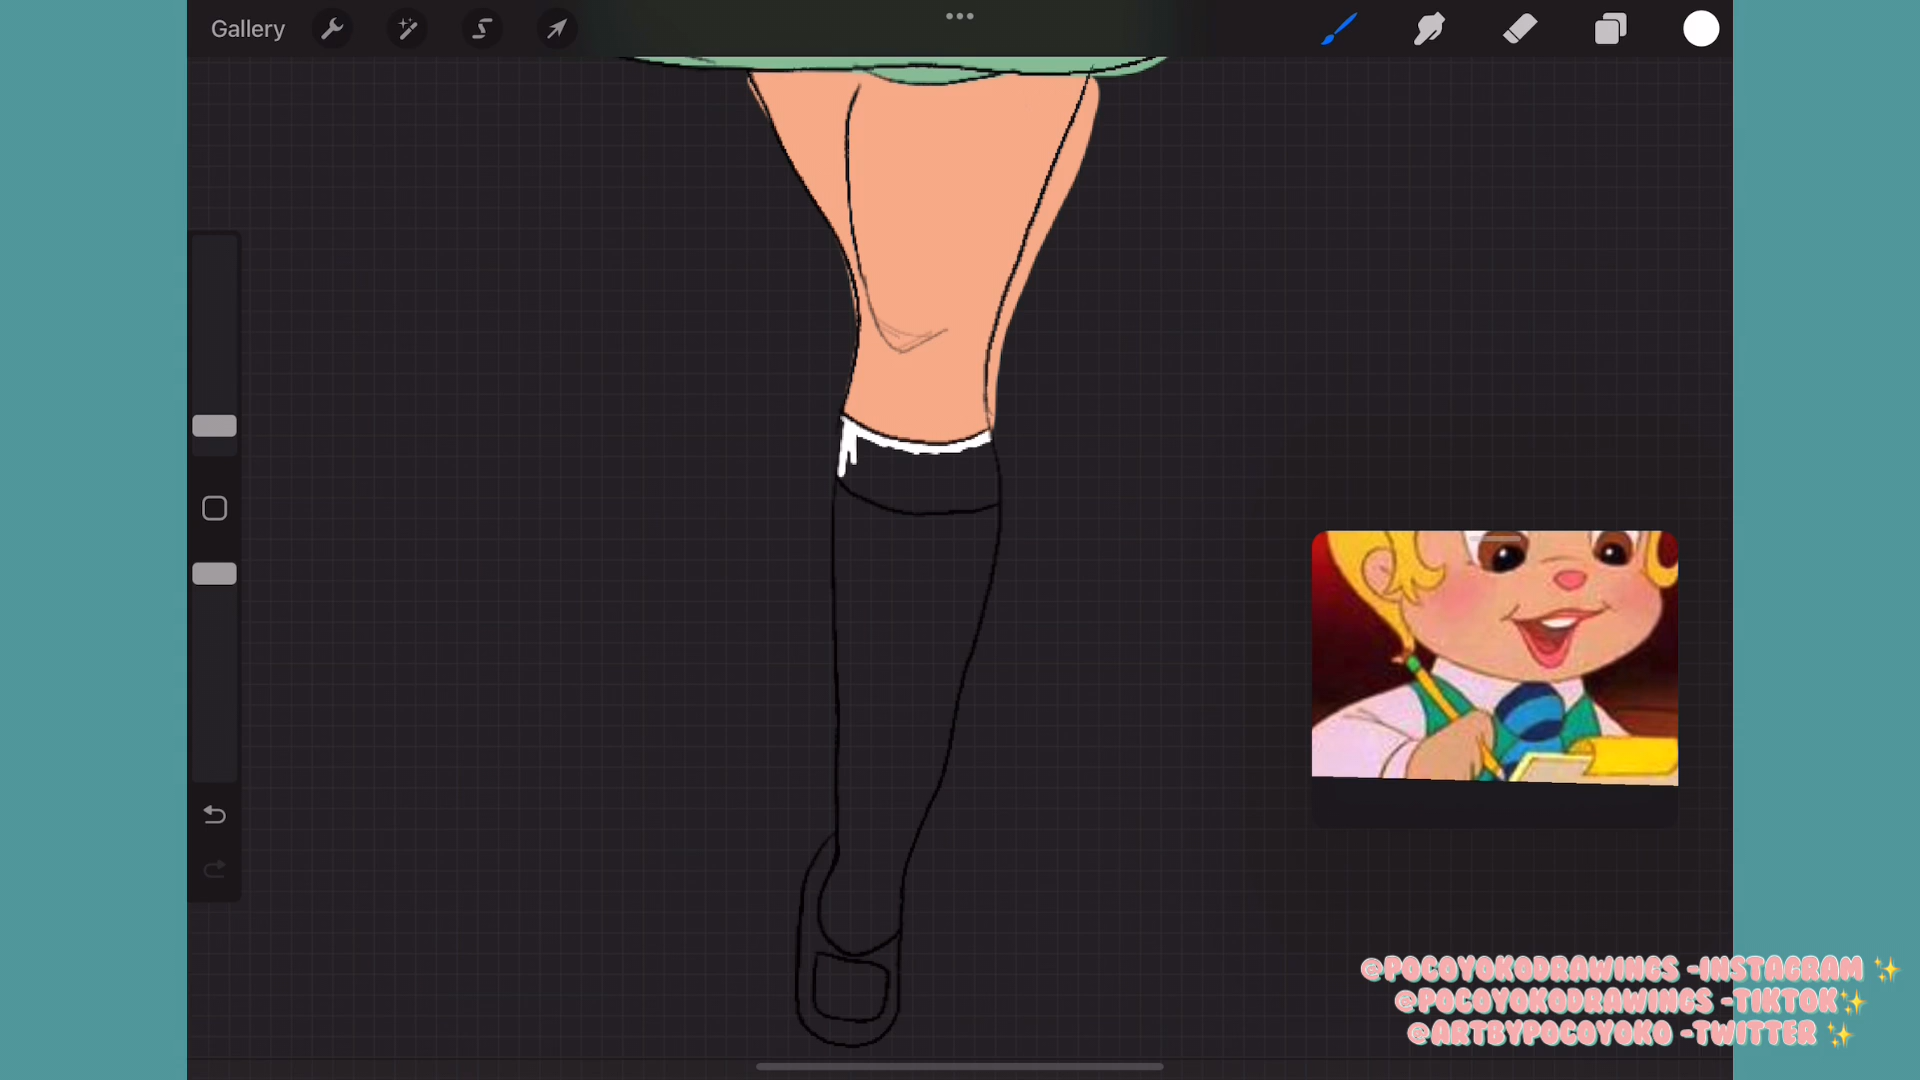 Gallery
@POCOYOKODRAWINGS -INSTAGRAM ✨
@POCOYOKODRAWINGS -TIKTOK✨
@ARTBYPOCOYOKO -TWITTER ✨